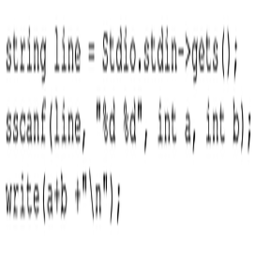 string line = Stdio.stdin->gets();
sscanf(line, "%d %d", int a, int b);
write(a+b +"\n");